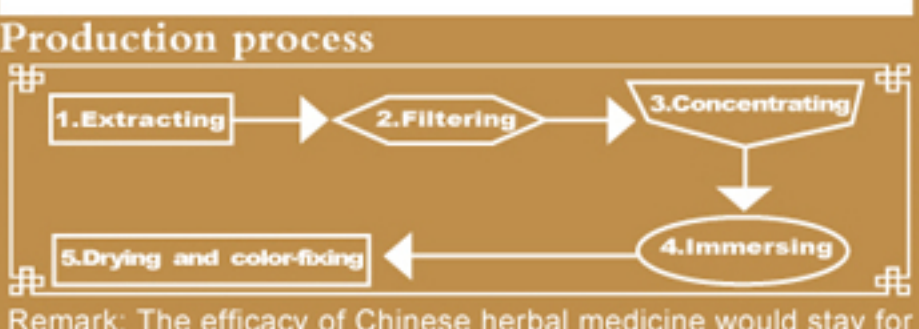 Production process
1.Extracting
2.Filtering
3.Concentrating
4.Immersing
5.Drying and color-fixing
Remark: The efficacy of Chinese herbal medicine would stay for